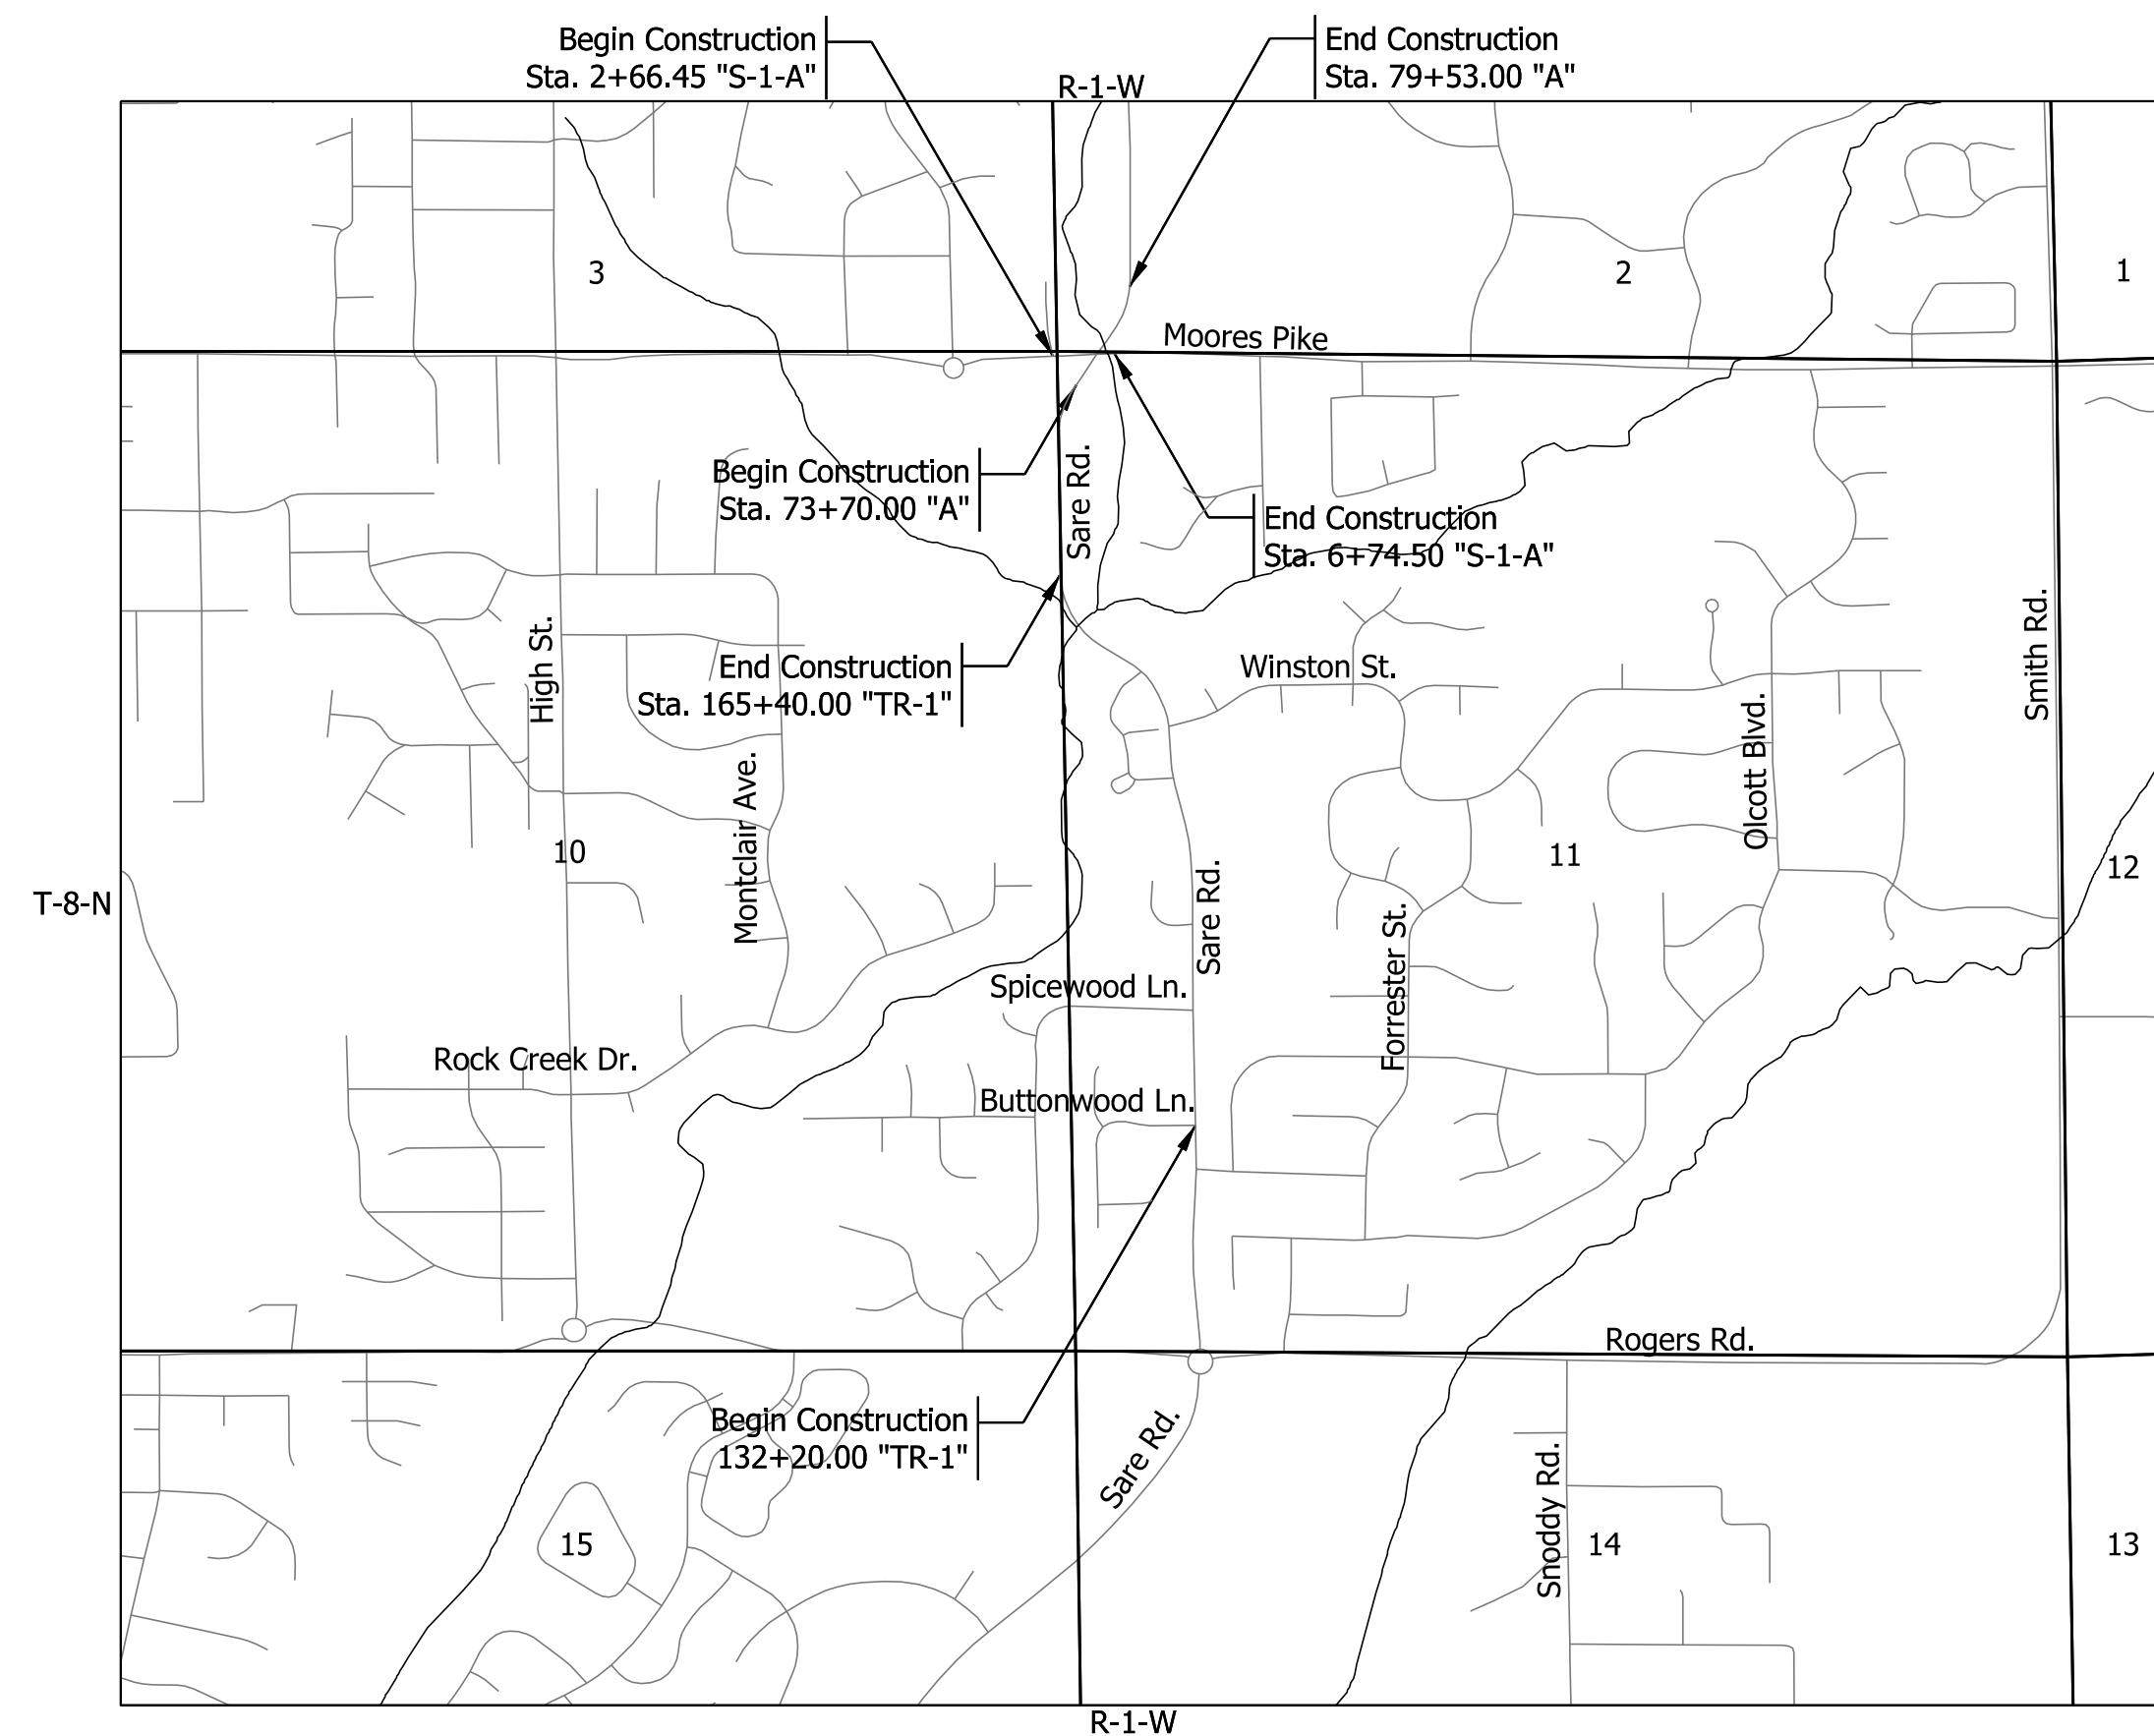 Begin Construction
Sta. 2+66.45 "S-1-A"
End Construction
Sta. 79+53.00 "A"
R-1-W
3
2
1
Moores Pike
Begin Construction
Sta. 73+70.00 "A"
Sare Rd.
End Construction
Sta. 6+74.50 "S-1-A"
High St.
End Construction
Sta. 165+40.00 "TR-1"
Winston St.
Smith Rd.
Olcott Blvd.
Montclair Ave.
10
11
12
T-8-N
Sare Rd.
Forrester St.
Spicewood Ln.
Rock Creek Dr.
Buttonwood Ln.
Rogers Rd.
Begin Construction
132+20.00 "TR-1"
Sare Rd.
Snoddy Rd.
15
14
13
R-1-W